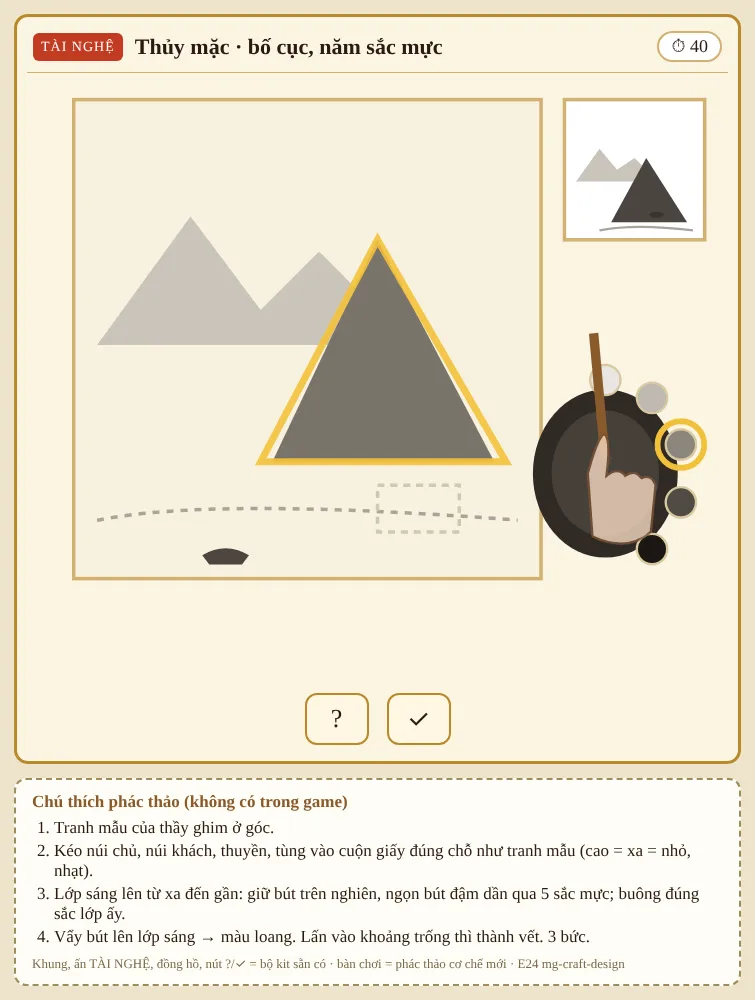 TÀI NGHỆ Thủy mặc · bố cục, năm sắc mực ⏱ 40
? ✓
Chú thích phác thảo (không có trong game)
1. Tranh mẫu của thầy ghim ở góc.
2. Kéo núi chủ, núi khách, thuyền, tùng vào cuộn giấy đúng chỗ như tranh mẫu (cao = xa = nhỏ,
nhạt).
3. Lớp sáng lên từ xa đến gần: giữ bút trên nghiên, ngọn bút đậm dần qua 5 sắc mực; buông đúng
sắc lớp ấy.
4. Vẩy bút lên lớp sáng → màu loang. Lấn vào khoảng trống thì thành vết. 3 bức.
Khung, ấn TÀI NGHỆ, đồng hồ, nút ?/✓ = bộ kit sẵn có · bàn chơi = phác thảo cơ chế mới · E24 mg-craft-design